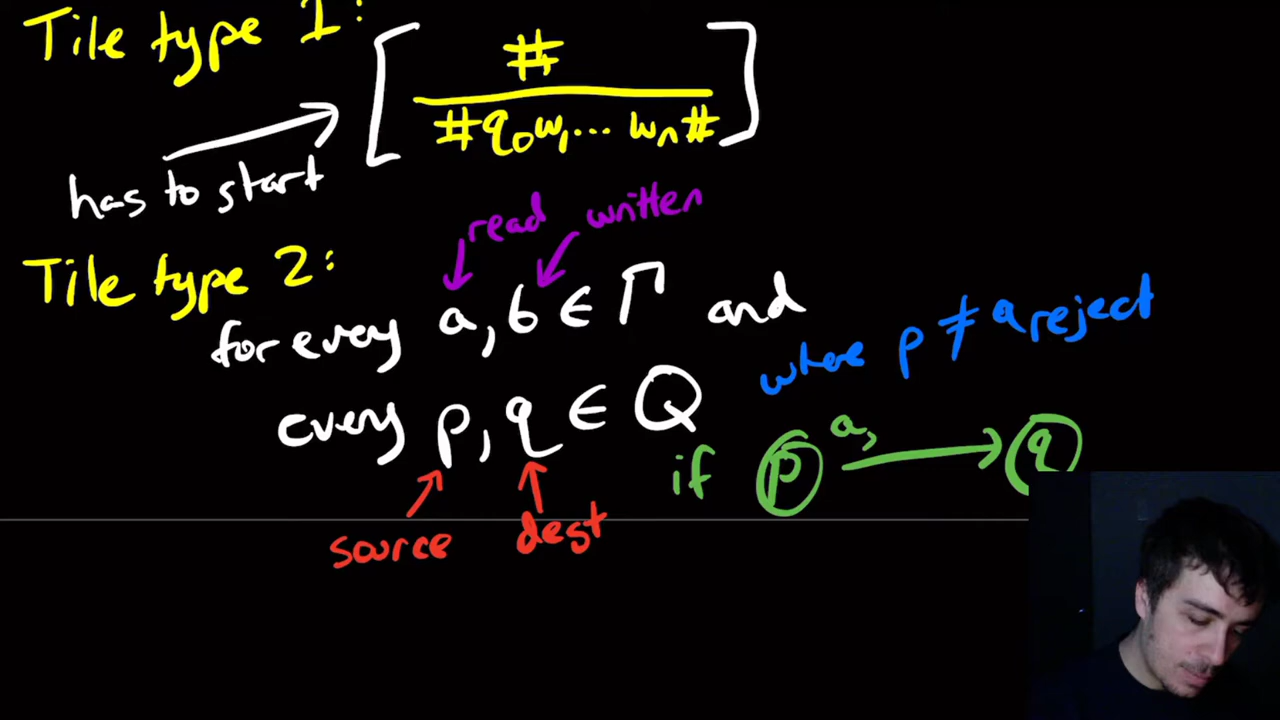 Tile type 1:
#
#q₀w₁... wₙ#
has to start
read written
Tile type 2:
for every a, b ∈ Γ and
where p ≠ q reject
every p, q ∈ Q
if p a, → q
source dest